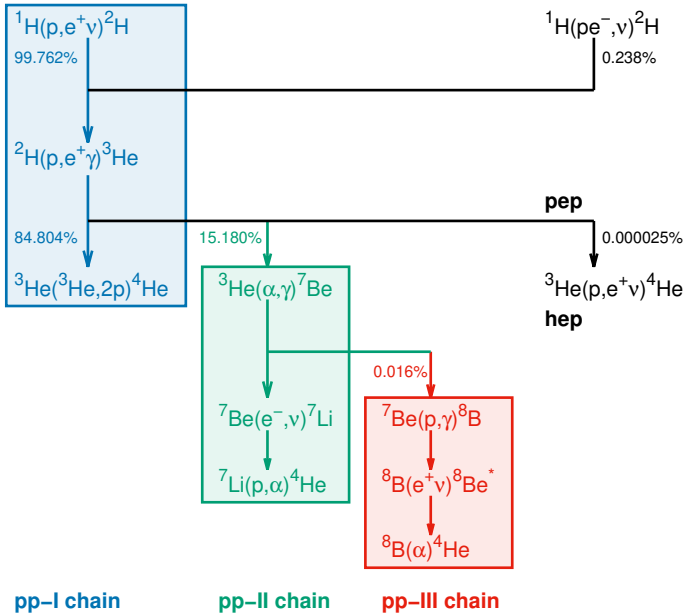 ¹H(p,e⁺ν)²H ¹H(pe⁻,ν)²H
99.762% 0.238%
²H(p,e⁺γ)³He
pep
84.804% 15.180% 0.000025%
³He(³He,2p)⁴He ³He(α,γ)⁷Be ³He(p,e⁺ν)⁴He
hep
0.016%
⁷Be(e⁻,ν)⁷Li ⁷Be(p,γ)⁸B
⁷Li(p,α)⁴He ⁸B(e⁺ν)⁸Be*
⁸B(α)⁴He
pp−I chain pp−II chain pp−III chain